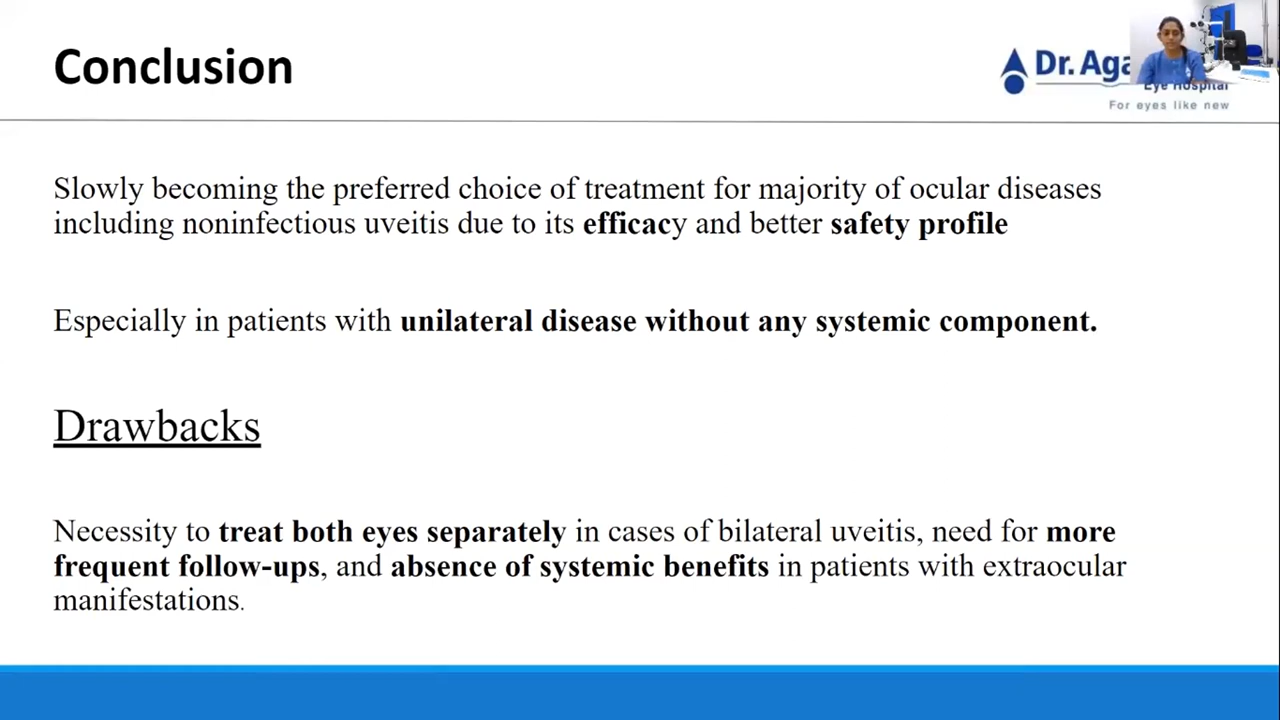 Conclusion
Dr. Aga
Eye Hospital
For eyes like new
Slowly becoming the preferred choice of treatment for majority of ocular diseases
including noninfectious uveitis due to its efficacy and better safety profile
Especially in patients with unilateral disease without any systemic component.
Drawbacks
Necessity to treat both eyes separately in cases of bilateral uveitis, need for more
frequent follow-ups, and absence of systemic benefits in patients with extraocular
manifestations.